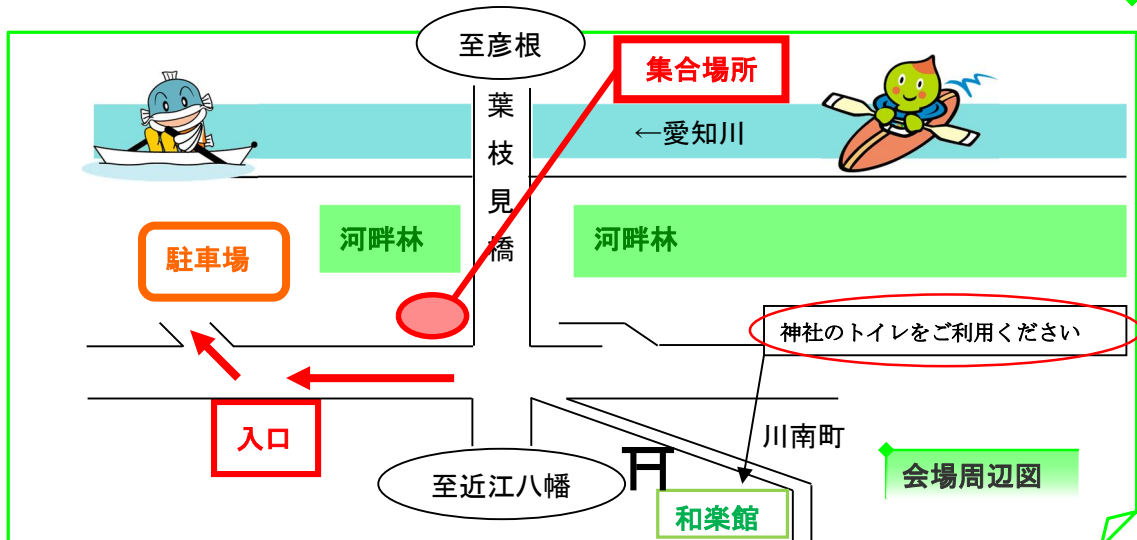 至彦根
集合場所
葉枝見橋
←愛知川
河畔林
河畔林
駐車場
神社のトイレをご利用ください
入口
川南町
至近江八幡
会場周辺図
和楽館